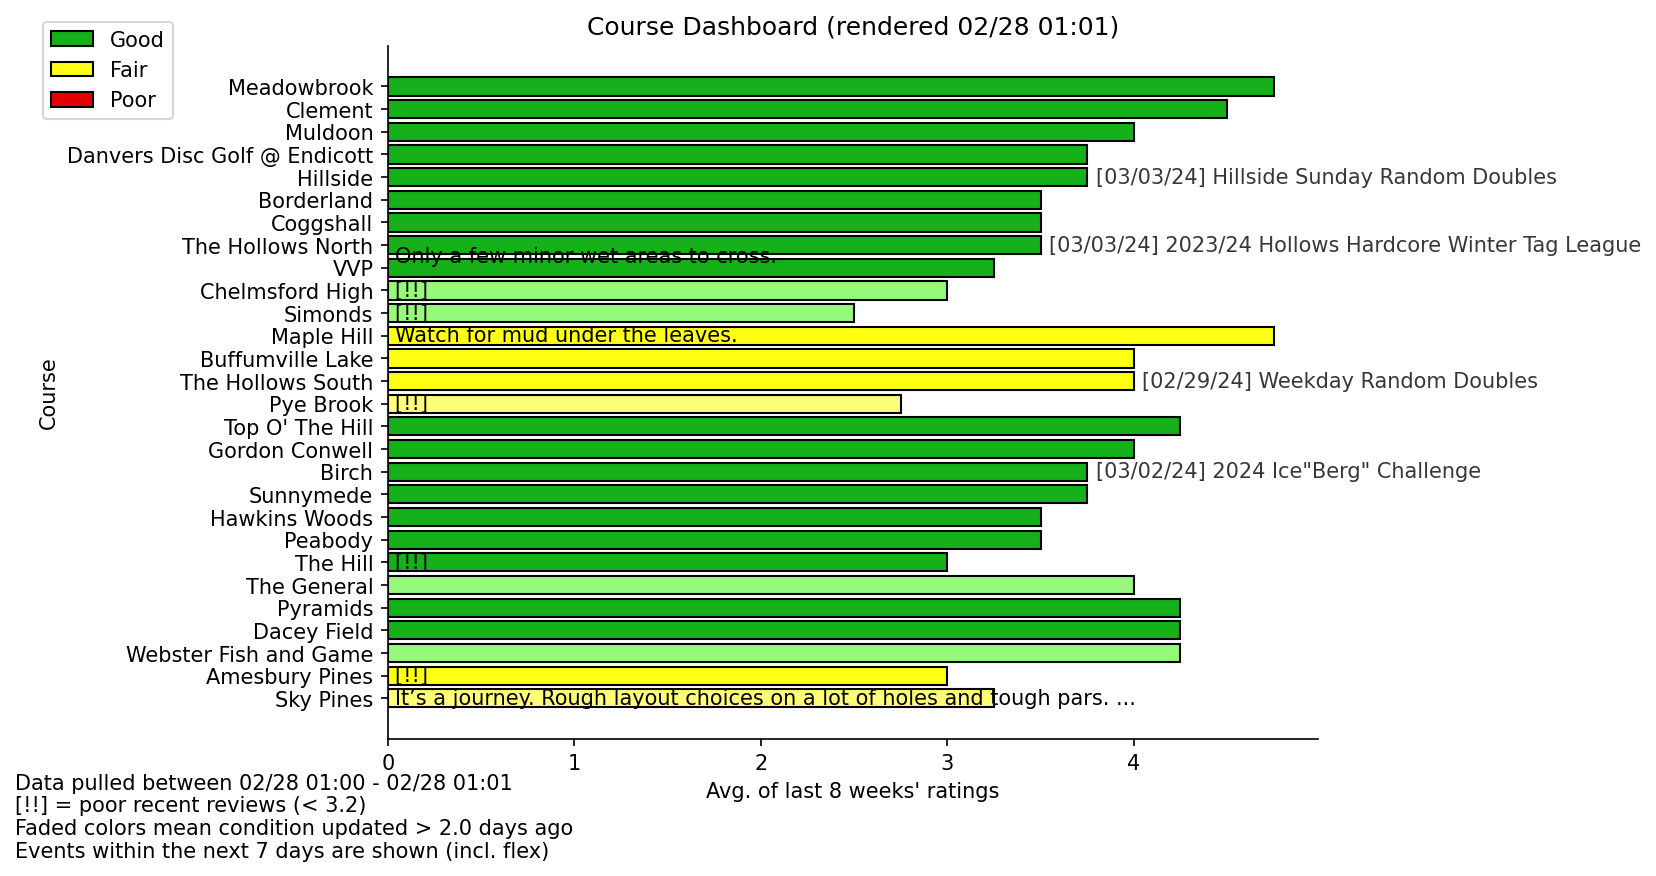 Course Dashboard (rendered 02/28 01:01)
Good
Fair
Poor
Meadowbrook
Clement
Muldoon
Danvers Disc Golf @ Endicott
Hillside [03/03/24] Hillside Sunday Random Doubles
Borderland
Coggshall
The Hollows North [03/03/24] 2023/24 Hollows Hardcore Winter Tag League
Only a few minor wet areas to cross.
VVP
Chelmsford High [!!]
Simonds [!!]
Maple Hill Watch for mud under the leaves.
Buffumville Lake
The Hollows South [02/29/24] Weekday Random Doubles
Pye Brook [!!]
Top O' The Hill
Gordon Conwell
Birch [03/02/24] 2024 Ice"Berg" Challenge
Sunnymede
Hawkins Woods
Peabody
The Hill [!!]
The General
Pyramids
Dacey Field
Webster Fish and Game
Amesbury Pines [!!]
Sky Pines It’s a journey. Rough layout choices on a lot of holes and tough pars. ...
Course
0 1 2 3 4
Avg. of last 8 weeks' ratings
Data pulled between 02/28 01:00 - 02/28 01:01
[!!] = poor recent reviews (< 3.2)
Faded colors mean condition updated > 2.0 days ago
Events within the next 7 days are shown (incl. flex)